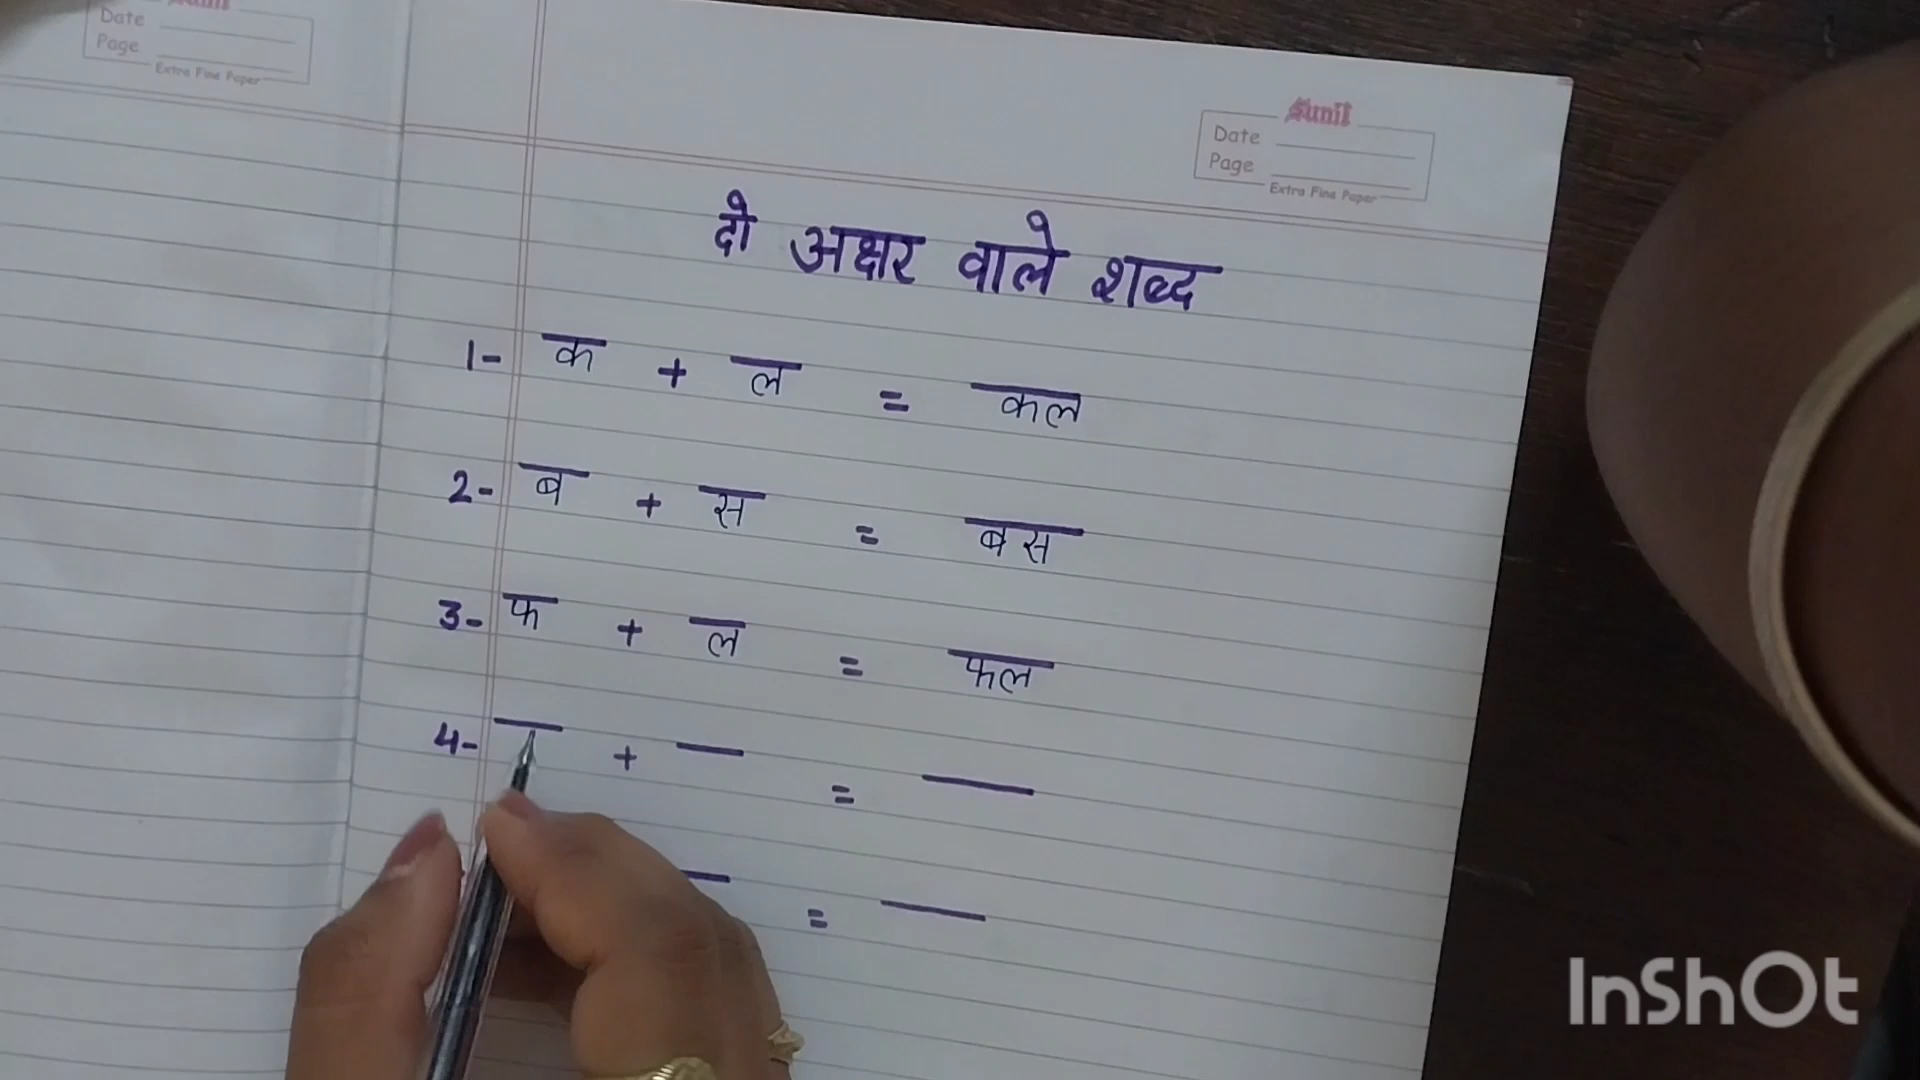 Sunil
Date
Page
Extra Fine Paper
Sunil
Date
Page
Extra Fine Paper
दो अक्षर वाले शब्द
1- क + ल = कल
2- ब + स = बस
3- फ + ल = फल
4- + =
=
InShOt